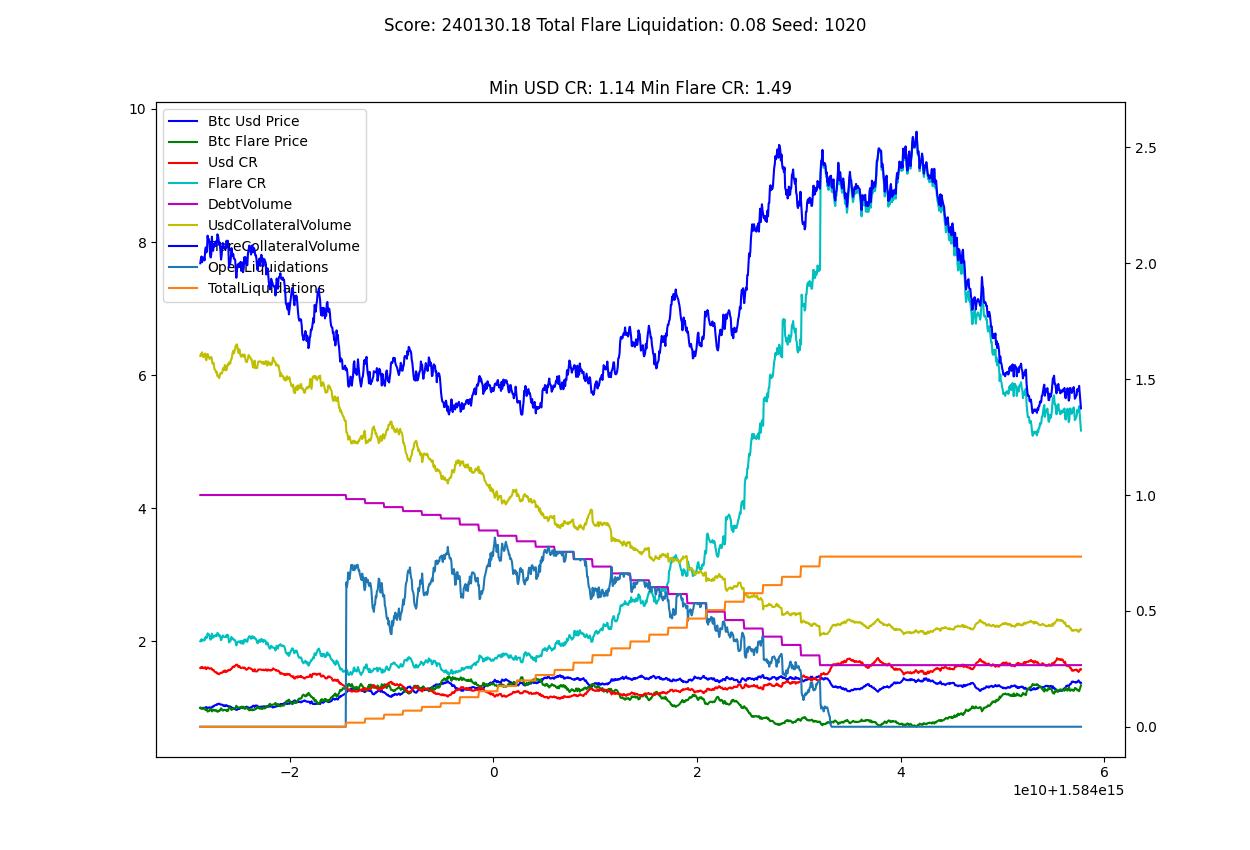 Score: 240130.18 Total Flare Liquidation: 0.08 Seed: 1020
Min USD CR: 1.14 Min Flare CR: 1.49
Btc Usd Price
Btc Flare Price
Usd CR
Flare CR
DebtVolume
UsdCollateralVolume
FlareCollateralVolume
OpenLiquidations
TotalLiquidations
10
8
6
4
2
2.5
2.0
1.5
1.0
0.5
0.0
−2
0
2
4
6
1e10+1.584e15